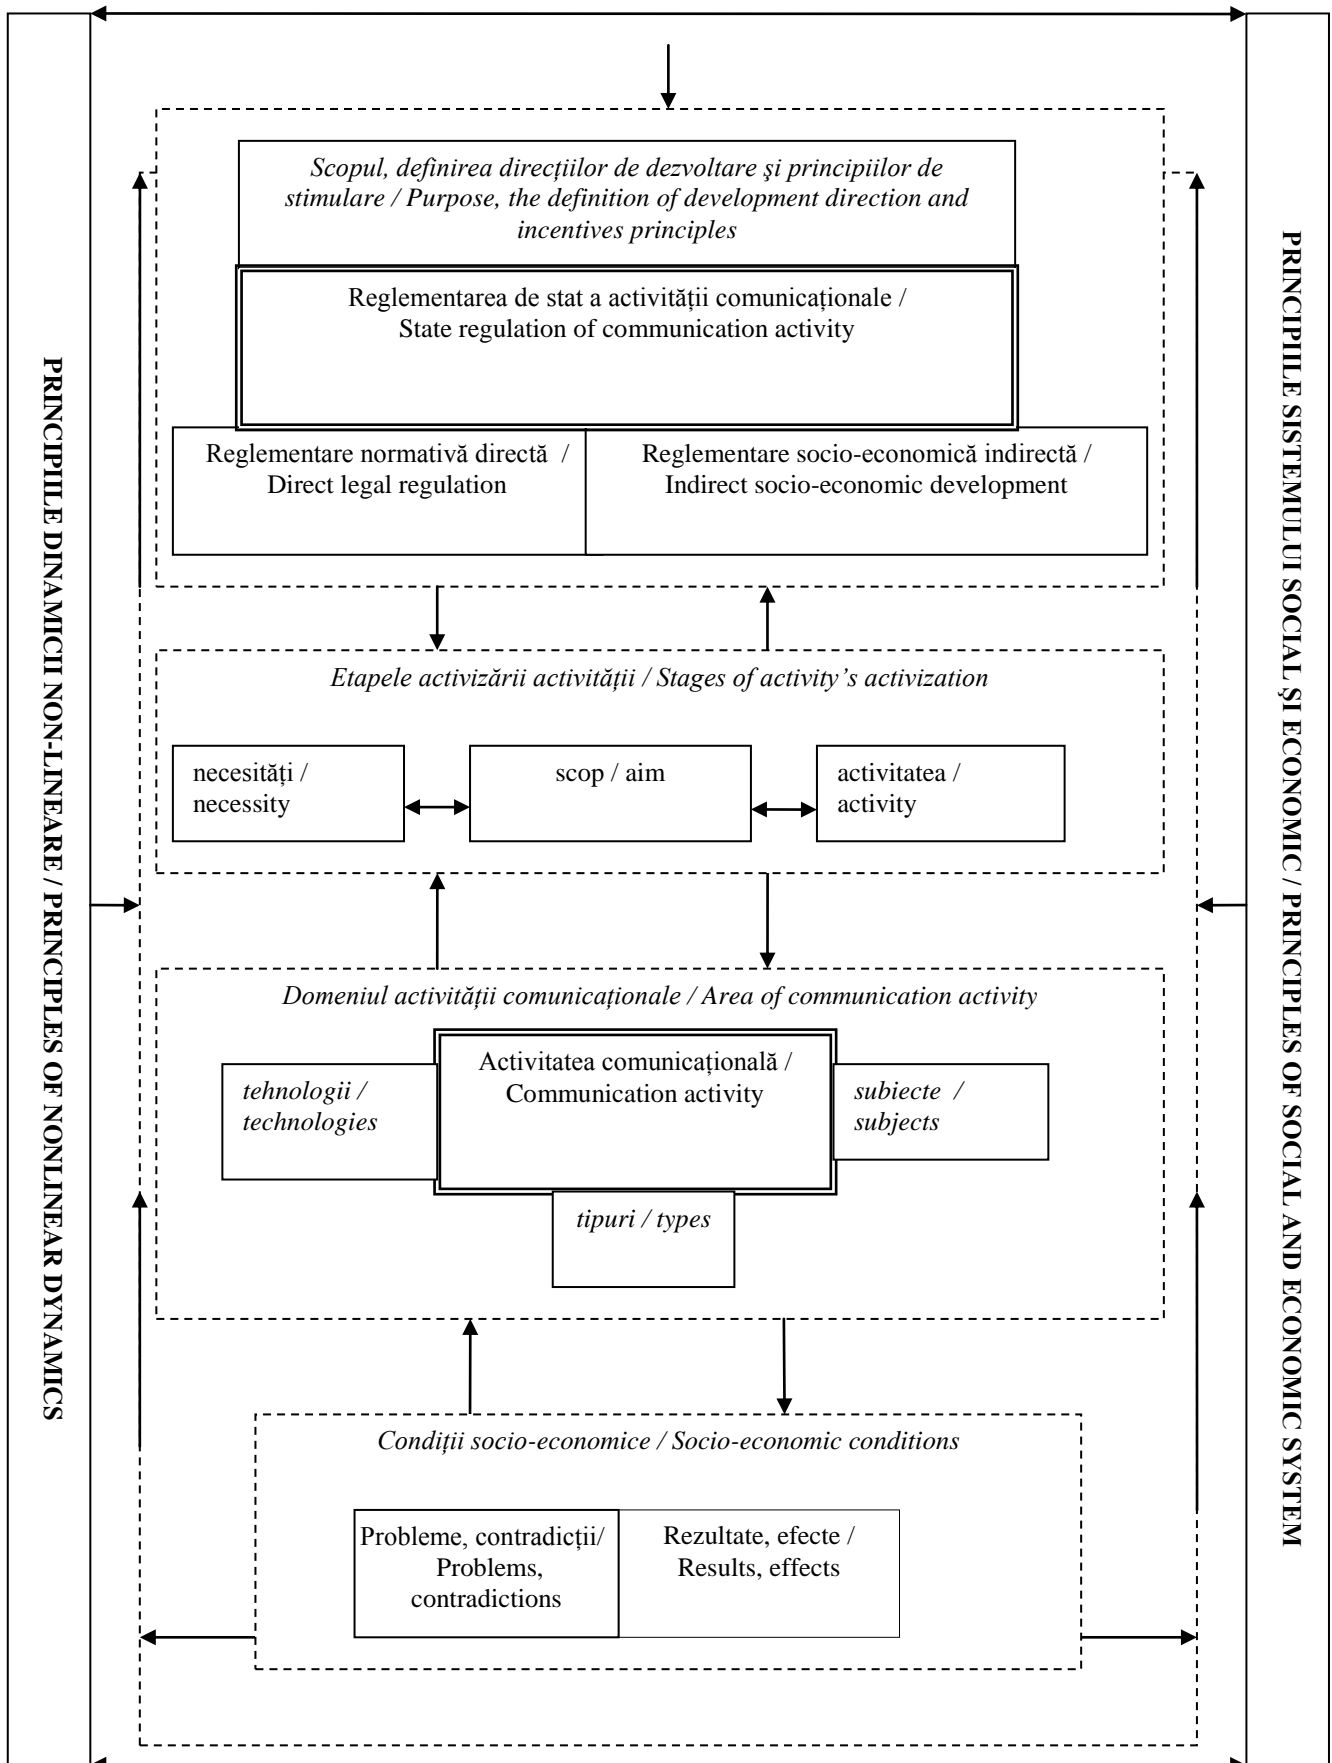 PRINCIPIILE DINAMICII NON-LINEARE / PRINCIPLES OF NONLINEAR DYNAMICS
Scopul, definirea direcțiilor de dezvoltare şi principiilor de
stimulare / Purpose, the definition of development direction and
incentives principles
Reglementarea de stat a activității comunicaționale /
State regulation of communication activity
Reglementare normativă directă /
Direct legal regulation
Reglementare socio-economică indirectă /
Indirect socio-economic development
Etapele activizării activității / Stages of activity’s activization
necesități /
necessity
scop / aim
activitatea /
activity
Domeniul activității comunicaționale / Area of communication activity
tehnologii /
technologies
Activitatea comunicațională /
Communication activity
subiecte /
subjects
tipuri / types
Condiții socio-economice / Socio-economic conditions
Probleme, contradicții/
Problems,
contradictions
Rezultate, efecte /
Results, effects
PRINCIPIILE SISTEMULUI SOCIAL ŞI ECONOMIC / PRINCIPLES OF SOCIAL AND ECONOMIC SYSTEM